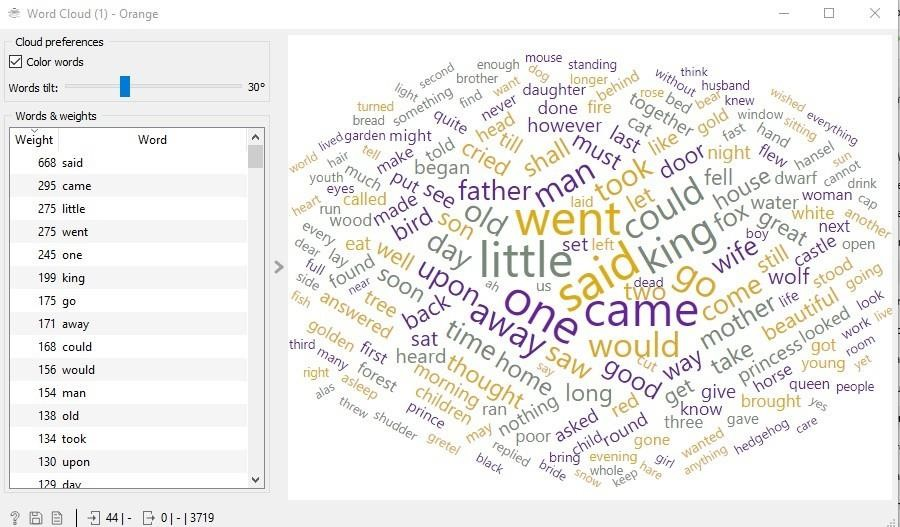 Word Cloud (1) - Orange
Cloud preferences
Color words
Words tilt: 30°
Words & weights
Weight Word
668 said
295 came
275 little
275 went
245 one
199 king
175 go
171 away
168 could
156 would
154 man
138 old
134 took
130 upon
129 day
mouse
enough
standing
second
brother
dog
think
without
husband
light
want
longer
behind
something
find
daughter
rose
bed
bear
knew
wished
turned
never
done
fire
together
gold
window
everything
bread
quite
head
however
cat
like
fast
hand
sitting
lived
garden
might
till
must
last
door
night
flew
hansel
world
hair
tell
make
told
cried
shall
took
fell
sun
youth
much
began
father
man
let
house
dwarf
cannot
eyes
put
see
laid
could
fox
water
woman
drink
heart
run
called
made
bird
son
old
went
king
great
white
cap
wood
every
eat
well
day
little
set
left
said
wife
boy
still
castle
next
another
dear
lay
found
soon
upon
us
dead
two
go
come
wolf
stood
open
full
side
near
ah
one
came
mother
life
beautiful
going
fish
answered
tree
back
away
would
way
take
princess
looked
look
live
golden
sat
time
saw
cut
get
horse
got
work
third
many
first
heard
home
say
good
give
young
room
right
asleep
forest
morning
thought
long
know
brought
queen
yet
alas
children
nothing
ran
red
three
gave
yes
people
threw
shudder
prince
may
poor
asked
round
gone
wanted
hedgehog
care
gretel
replied
bring
child
evening
girl
anything
black
bride
snow
whole
keep
hare
44 | - 0 | - | 3719